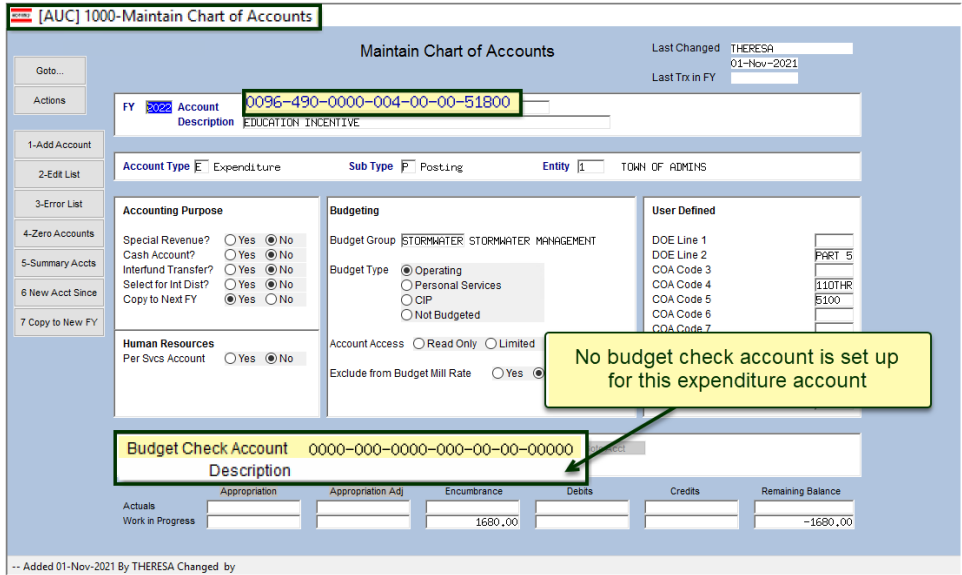 [AUC] 1000-Maintain Chart of Accounts
Maintain Chart of Accounts
Last Changed THERESA
01-Nov-2021
Last Trx in FY
Goto...
Actions
1-Add Account
2-Edit List
3-Error List
4-Zero Accounts
5-Summary Accts
6 New Acct Since
7 Copy to New FY
FY 2022 Account 0096-490-0000-004-00-00-51800
Description EDUCATION INCENTIVE
Account Type E Expenditure Sub Type P Posting Entity 1 TOWN OF ADMINS
Accounting Purpose
Special Revenue? Yes No
Cash Account? Yes No
Interfund Transfer? Yes No
Select for Int Dist? Yes No
Copy to Next FY Yes No
Human Resources
Per Svcs Account Yes No
Budgeting
Budget Group STORMWATER STORMWATER MANAGEMENT
Budget Type Operating
Personal Services
CIP
Not Budgeted
Account Access Read Only Limited
Exclude from Budget Mill Rate Yes
User Defined
DOE Line 1
DOE Line 2 PART 5
COA Code 3
COA Code 4 110THR
COA Code 5 5100
COA Code 6
COA Code 7
No budget check account is set up
for this expenditure account
Budget Check Account 0000-000-0000-000-00-00-00000
Description
Appropriation Appropriation Adj Encumbrance Debits Credits Remaining Balance
Actuals
Work in Progress 1680.00 -1680.00
-- Added 01-Nov-2021 By THERESA Changed by